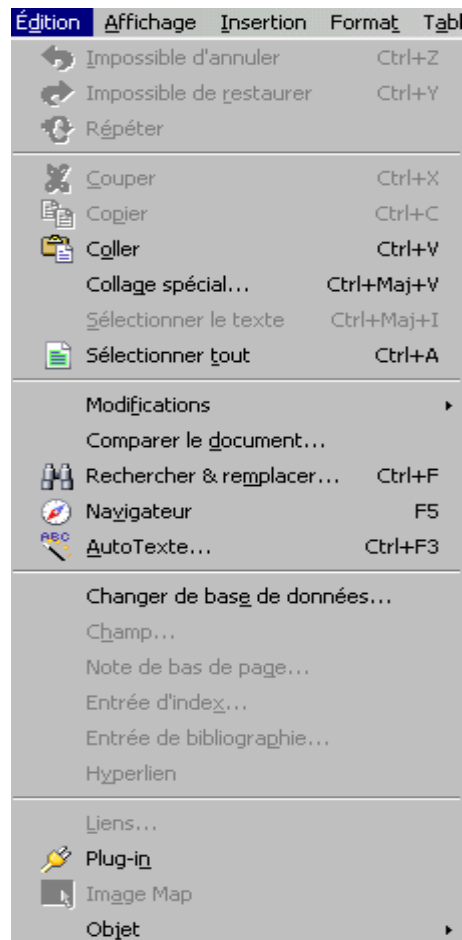 Édition Affichage Insertion Format Tabl
Impossible d'annuler Ctrl+Z
Impossible de restaurer Ctrl+Y
Répéter
Couper Ctrl+X
Copier Ctrl+C
Coller Ctrl+V
Collage spécial... Ctrl+Maj+V
Sélectionner le texte Ctrl+Maj+I
Sélectionner tout Ctrl+A
Modifications
Comparer le document...
Rechercher & remplacer... Ctrl+F
Navigateur F5
ABC AutoTexte... Ctrl+F3
Changer de base de données...
Champ...
Note de bas de page...
Entrée d'index...
Entrée de bibliographie...
Hyperlien
Liens...
Plug-in
Image Map
Objet